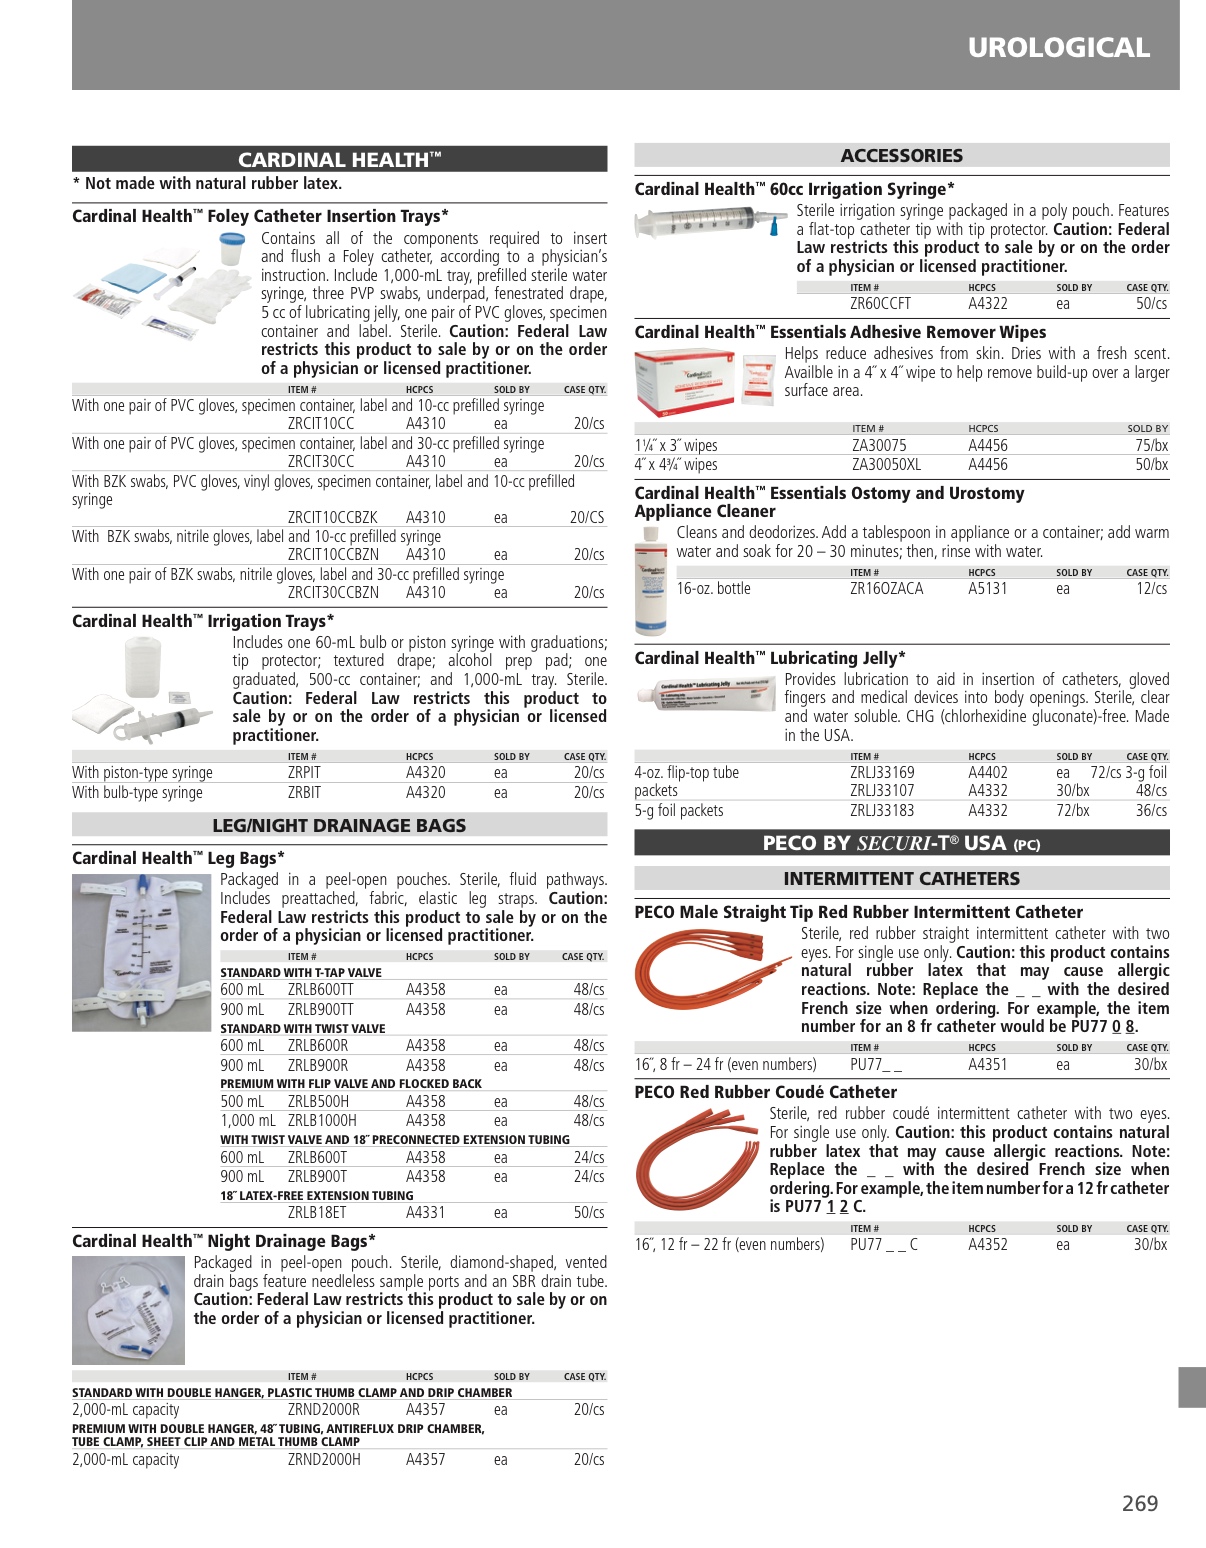 UROLOGICAL
CARDINAL HEALTH™
* Not made with natural rubber latex.
Cardinal Health™ Foley Catheter Insertion Trays*
Contains all of the components required to insert
and flush a Foley catheter, according to a physician's
instruction. Include 1,000-mL tray, prefilled sterile water
syringe, three PVP swabs, underpad, fenestrated drape,
5 cc of lubricating jelly, one pair of PVC gloves, specimen
container and label. Sterile. Caution: Federal Law
restricts this product to sale by or on the order
of a physician or licensed practitioner.
ITEM # HCPCS SOLD BY CASE QTY.
With one pair of PVC gloves, specimen container, label and 10-cc prefilled syringe
ZRCIT10CC A4310 ea 20/cs
With one pair of PVC gloves, specimen container, label and 30-cc prefilled syringe
ZRCIT30CC A4310 ea 20/cs
With BZK swabs, PVC gloves, vinyl gloves, specimen container, label and 10-cc prefilled
syringe
ZRCIT10CCBZK A4310 ea 20/CS
With BZK swabs, nitrile gloves, label and 10-cc prefilled syringe
ZRCIT10CCBZN A4310 ea 20/cs
With one pair of BZK swabs, nitrile gloves, label and 30-cc prefilled syringe
ZRCIT30CCBZN A4310 ea 20/cs
Cardinal Health™ Irrigation Trays*
Includes one 60-mL bulb or piston syringe with graduations;
tip protector; textured drape; alcohol prep pad; one
graduated, 500-cc container; and 1,000-mL tray. Sterile.
Caution: Federal Law restricts this product to
sale by or on the order of a physician or licensed
practitioner.
ITEM # HCPCS SOLD BY CASE QTY.
With piston-type syringe ZRPIT A4320 ea 20/cs
With bulb-type syringe ZRBIT A4320 ea 20/cs
LEG/NIGHT DRAINAGE BAGS
Cardinal Health™ Leg Bags*
Packaged in a peel-open pouches. Sterile, fluid pathways.
Includes preattached, fabric, elastic leg straps. Caution:
Federal Law restricts this product to sale by or on the
order of a physician or licensed practitioner.
ITEM # HCPCS SOLD BY CASE QTY.
STANDARD WITH T-TAP VALVE
600 mL ZRLB600TT A4358 ea 48/cs
900 mL ZRLB900TT A4358 ea 48/cs
STANDARD WITH TWIST VALVE
600 mL ZRLB600R A4358 ea 48/cs
900 mL ZRLB900R A4358 ea 48/cs
PREMIUM WITH FLIP VALVE AND FLOCKED BACK
500 mL ZRLB500H A4358 ea 48/cs
1,000 mL ZRLB1000H A4358 ea 48/cs
WITH TWIST VALVE AND 18˝ PRECONNECTED EXTENSION TUBING
600 mL ZRLB600T A4358 ea 24/cs
900 mL ZRLB900T A4358 ea 24/cs
18˝ LATEX-FREE EXTENSION TUBING
ZRLB18ET A4331 ea 50/cs
Cardinal Health™ Night Drainage Bags*
Packaged in peel-open pouch. Sterile, diamond-shaped, vented
drain bags feature needleless sample ports and an SBR drain tube.
Caution: Federal Law restricts this product to sale by or on
the order of a physician or licensed practitioner.
ITEM # HCPCS SOLD BY CASE QTY.
STANDARD WITH DOUBLE HANGER, PLASTIC THUMB CLAMP AND DRIP CHAMBER
2,000-mL capacity ZRND2000R A4357 ea 20/cs
PREMIUM WITH DOUBLE HANGER, 48˝ TUBING, ANTIREFLUX DRIP CHAMBER,
TUBE CLAMP, SHEET CLIP AND METAL THUMB CLAMP
2,000-mL capacity ZRND2000H A4357 ea 20/cs
ACCESSORIES
Cardinal Health™ 60cc Irrigation Syringe*
Sterile irrigation syringe packaged in a poly pouch. Features
a flat-top catheter tip with tip protector. Caution: Federal
Law restricts this product to sale by or on the order
of a physician or licensed practitioner.
ITEM # HCPCS SOLD BY CASE QTY.
ZR60CCFT A4322 ea 50/cs
Cardinal Health™ Essentials Adhesive Remover Wipes
Helps reduce adhesives from skin. Dries with a fresh scent.
Availble in a 4˝ x 4˝ wipe to help remove build-up over a larger
surface area.
ITEM # HCPCS SOLD BY
1¼˝ x 3˝ wipes ZA30075 A4456 75/bx
4˝ x 4¾˝ wipes ZA30050XL A4456 50/bx
Cardinal Health™ Essentials Ostomy and Urostomy
Appliance Cleaner
Cleans and deodorizes. Add a tablespoon in appliance or a container; add warm
water and soak for 20 – 30 minutes; then, rinse with water.
ITEM # HCPCS SOLD BY CASE QTY.
16-oz. bottle ZR16OZACA A5131 ea 12/cs
Cardinal Health™ Lubricating Jelly*
Cardinal Health™ Lubricating Jelly
Provides lubrication to aid in insertion of catheters, gloved
fingers and medical devices into body openings. Sterile, clear
and water soluble. CHG (chlorhexidine gluconate)-free. Made
in the USA.
ITEM # HCPCS SOLD BY CASE QTY.
4-oz. flip-top tube ZRLJ33169 A4402 ea 72/cs 3-g foil
packets ZRLJ33107 A4332 30/bx 48/cs
5-g foil packets ZRLJ33183 A4332 72/bx 36/cs
PECO BY SECURI-T® USA (PC)
INTERMITTENT CATHETERS
PECO Male Straight Tip Red Rubber Intermittent Catheter
Sterile, red rubber straight intermittent catheter with two
eyes. For single use only. Caution: this product contains
natural rubber latex that may cause allergic
reactions. Note: Replace the _ _ with the desired
French size when ordering. For example, the item
number for an 8 fr catheter would be PU77 0 8.
ITEM # HCPCS SOLD BY CASE QTY.
16˝, 8 fr – 24 fr (even numbers) PU77_ _ A4351 ea 30/bx
PECO Red Rubber Coudé Catheter
Sterile, red rubber coudé intermittent catheter with two eyes.
For single use only. Caution: this product contains natural
rubber latex that may cause allergic reactions. Note:
Replace the _ _ with the desired French size when
ordering. For example, the item number for a 12 fr catheter
is PU77 1 2 C.
ITEM # HCPCS SOLD BY CASE QTY.
16˝, 12 fr – 22 fr (even numbers) PU77 _ _ C A4352 ea 30/bx
269